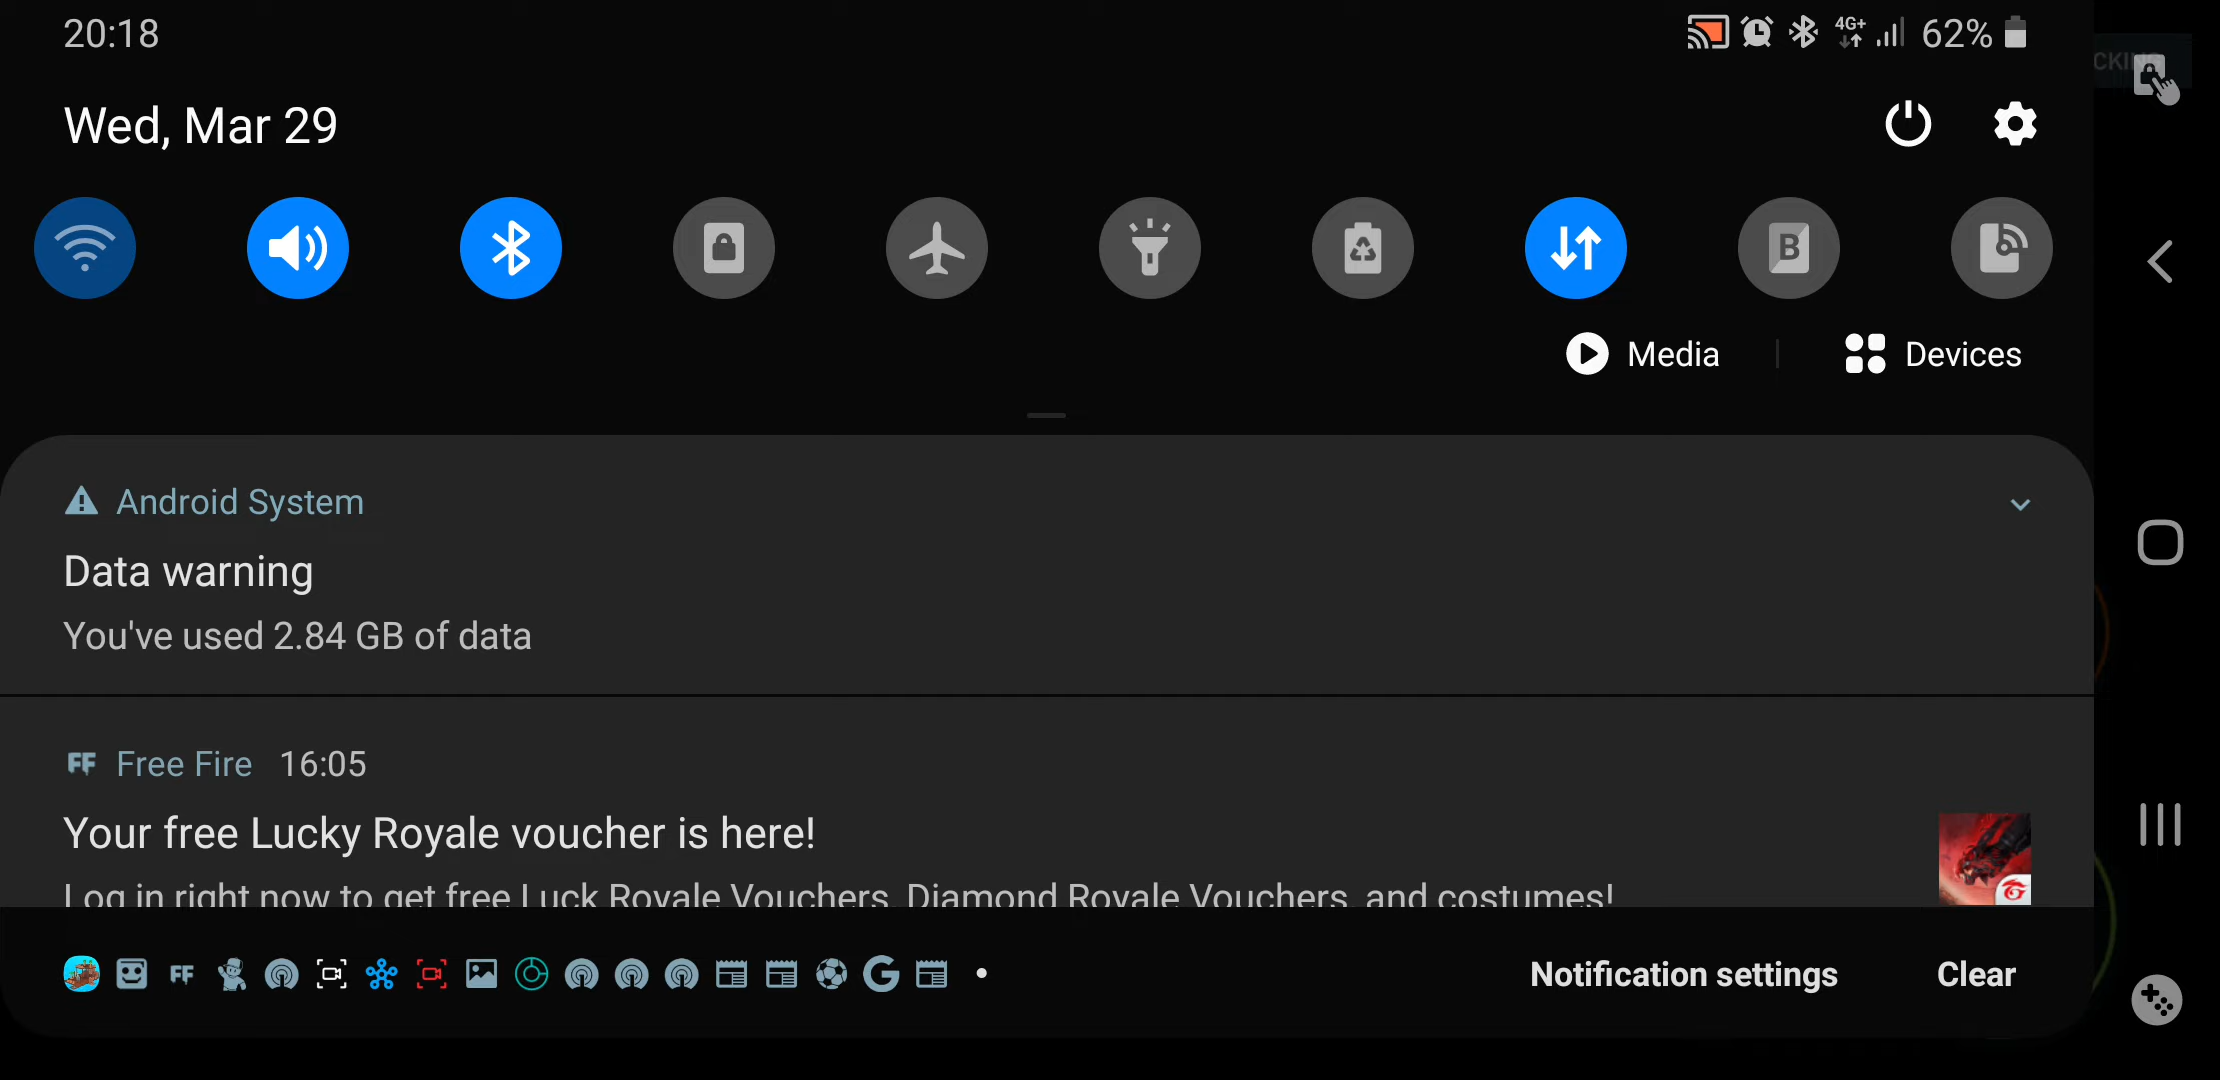 20:18
4G+ 62%
CKING
Wed, Mar 29
B
Media
Devices
Android System
Data warning
You've used 2.84 GB of data
FF Free Fire 16:05
Your free Lucky Royale voucher is here!
Log in right now to get free Luck Royale Vouchers, Diamond Royale Vouchers, and costumes!
FF G
Notification settings
Clear